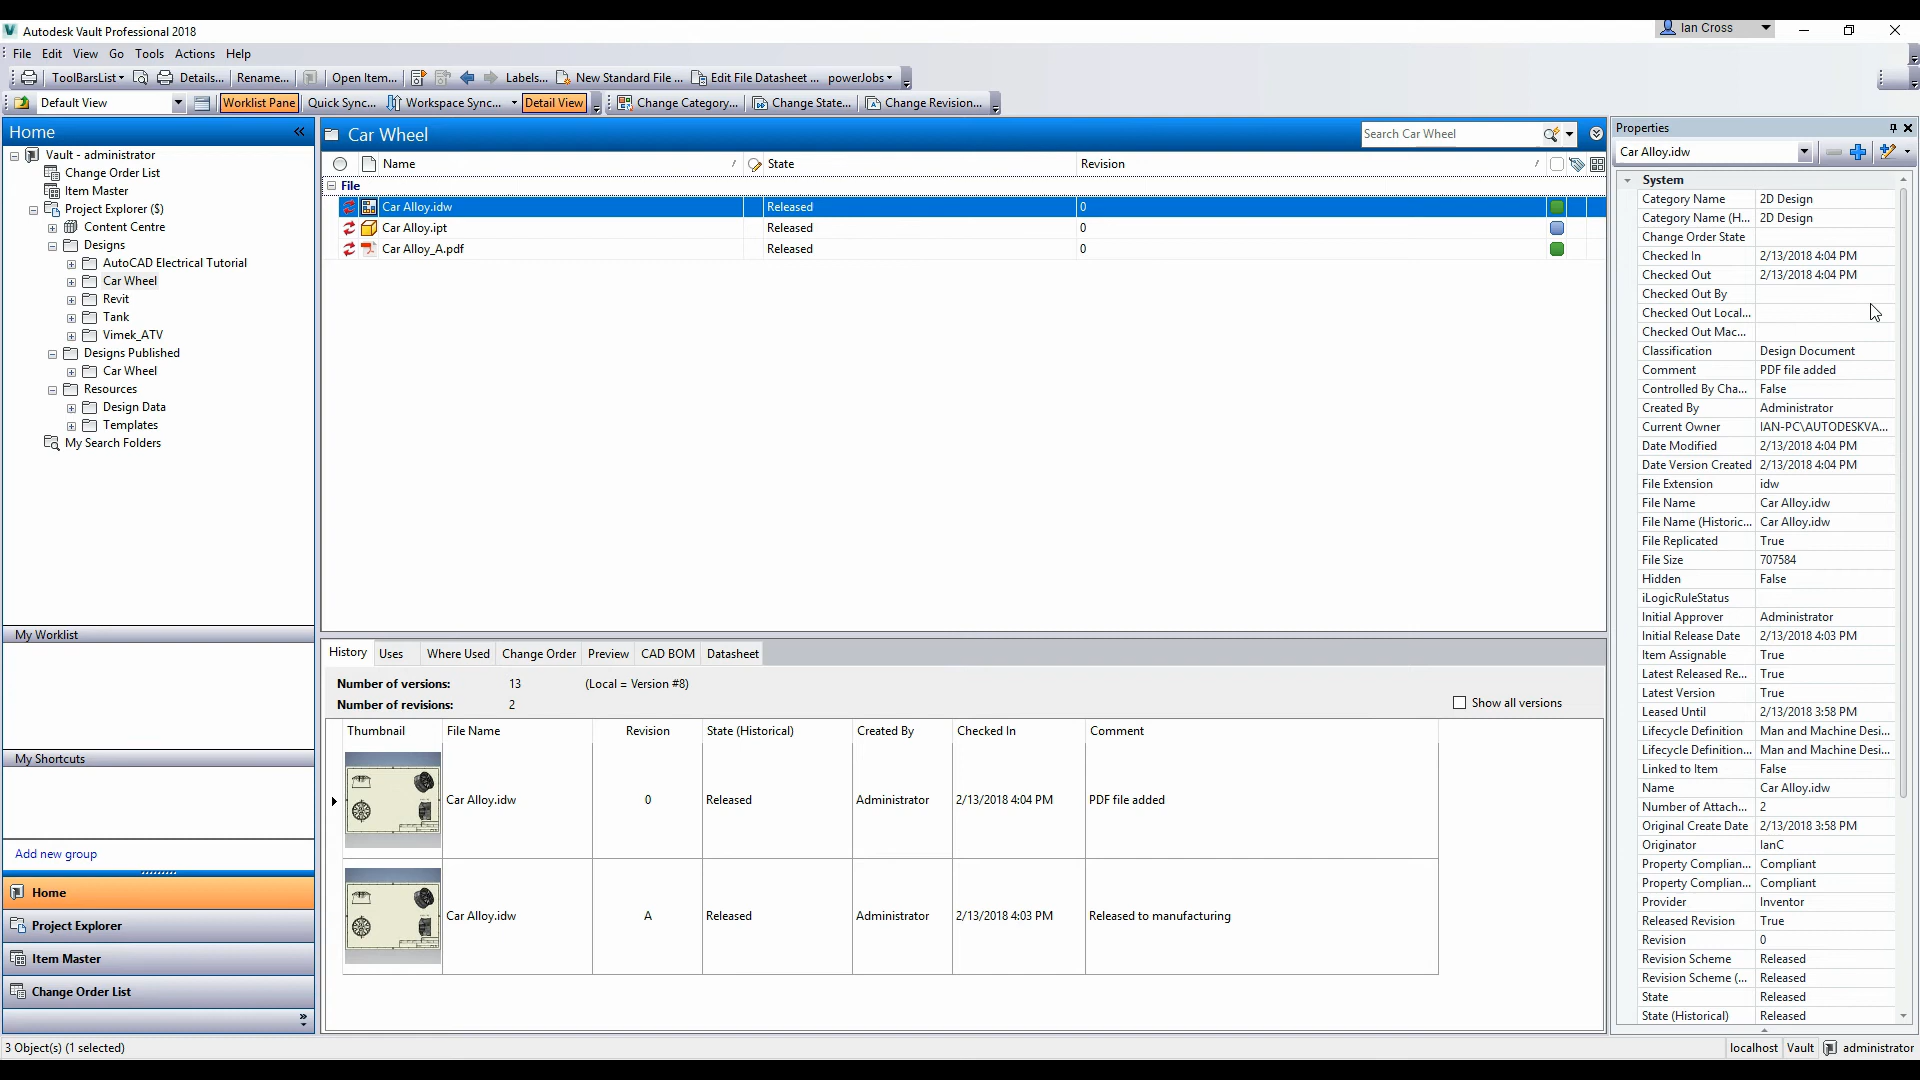 Autodesk Vault Professional 2018
Ian Cross
File Edit View Go Tools Actions Help
ToolBarsList Details... Rename... Open Item... Labels... New Standard File ... Edit File Datasheet ... powerJobs
Default View Worklist Pane Quick Sync... Workspace Sync... Detail View Change Category... Change State... Change Revision...
Home
Vault - administrator
Change Order List
Item Master
Project Explorer ($)
Content Centre
Designs
AutoCAD Electrical Tutorial
Car Wheel
Revit
Tank
Vimek_ATV
Designs Published
Car Wheel
Resources
Design Data
Templates
My Search Folders
My Worklist
My Shortcuts
Add new group
Home
Project Explorer
Item Master
Change Order List
Car Wheel
Search Car Wheel
Name State Revision
File
Car Alloy.idw Released 0
Car Alloy.ipt Released 0
Car Alloy_A.pdf Released 0
History Uses Where Used Change Order Preview CAD BOM Datasheet
Number of versions: 13 (Local = Version #8)
Number of revisions: 2
Show all versions
Thumbnail File Name Revision State (Historical) Created By Checked In Comment
Car Alloy.idw 0 Released Administrator 2/13/2018 4:04 PM PDF file added
Car Alloy.idw A Released Administrator 2/13/2018 4:03 PM Released to manufacturing
Properties
Car Alloy.idw
System
Category Name 2D Design
Category Name (H... 2D Design
Change Order State
Checked In 2/13/2018 4:04 PM
Checked Out 2/13/2018 4:04 PM
Checked Out By
Checked Out Local...
Checked Out Mac...
Classification Design Document
Comment PDF file added
Controlled By Cha... False
Created By Administrator
Current Owner IAN-PC\AUTODESKVA...
Date Modified 2/13/2018 4:04 PM
Date Version Created 2/13/2018 4:04 PM
File Extension idw
File Name Car Alloy.idw
File Name (Historic... Car Alloy.idw
File Replicated True
File Size 707584
Hidden False
iLogicRuleStatus
Initial Approver Administrator
Initial Release Date 2/13/2018 4:03 PM
Item Assignable True
Latest Released Re... True
Latest Version True
Leased Until 2/13/2018 3:58 PM
Lifecycle Definition Man and Machine Desi...
Lifecycle Definition... Man and Machine Desi...
Linked to Item False
Name Car Alloy.idw
Number of Attach... 2
Original Create Date 2/13/2018 3:58 PM
Originator IanC
Property Complian... Compliant
Property Complian... Compliant
Provider Inventor
Released Revision True
Revision 0
Revision Scheme Released
Revision Scheme (... Released
State Released
State (Historical) Released
3 Object(s) (1 selected)
localhost Vault administrator